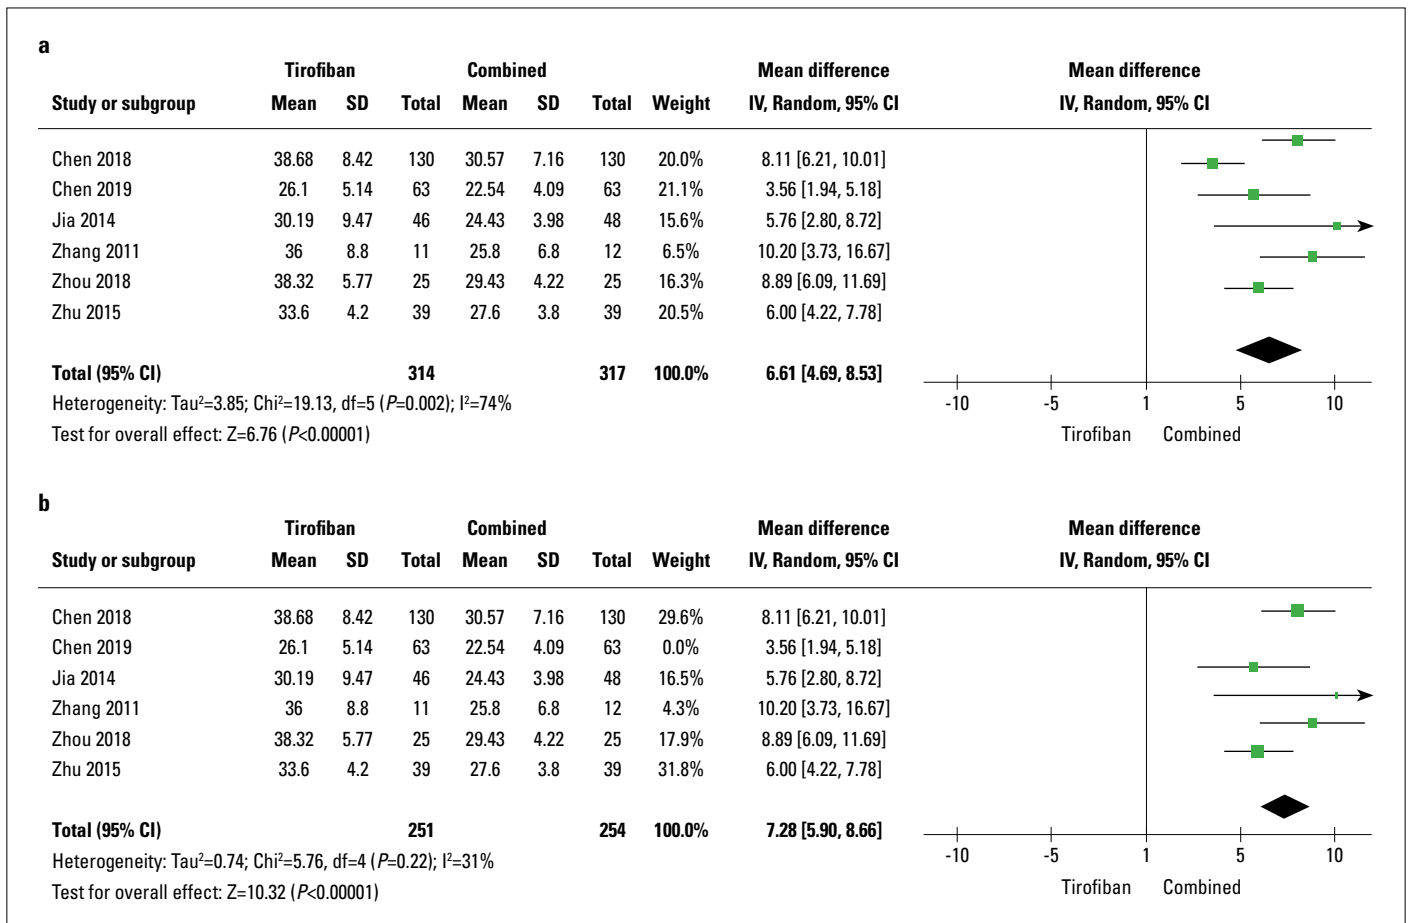 a
Tirofiban Combined Mean difference Mean difference
Study or subgroup Mean SD Total Mean SD Total Weight IV, Random, 95% CI IV, Random, 95% CI
Chen 2018 38.68 8.42 130 30.57 7.16 130 20.0% 8.11 [6.21, 10.01]
Chen 2019 26.1 5.14 63 22.54 4.09 63 21.1% 3.56 [1.94, 5.18]
Jia 2014 30.19 9.47 46 24.43 3.98 48 15.6% 5.76 [2.80, 8.72]
Zhang 2011 36 8.8 11 25.8 6.8 12 6.5% 10.20 [3.73, 16.67]
Zhou 2018 38.32 5.77 25 29.43 4.22 25 16.3% 8.89 [6.09, 11.69]
Zhu 2015 33.6 4.2 39 27.6 3.8 39 20.5% 6.00 [4.22, 7.78]
Total (95% CI) 314 317 100.0% 6.61 [4.69, 8.53]
Heterogeneity: Tau²=3.85; Chi²=19.13, df=5 (P=0.002); I²=74%
-10 -5 1 5 10
Test for overall effect: Z=6.76 (P<0.00001)
Tirofiban Combined
b
Tirofiban Combined Mean difference Mean difference
Study or subgroup Mean SD Total Mean SD Total Weight IV, Random, 95% CI IV, Random, 95% CI
Chen 2018 38.68 8.42 130 30.57 7.16 130 29.6% 8.11 [6.21, 10.01]
Chen 2019 26.1 5.14 63 22.54 4.09 63 0.0% 3.56 [1.94, 5.18]
Jia 2014 30.19 9.47 46 24.43 3.98 48 16.5% 5.76 [2.80, 8.72]
Zhang 2011 36 8.8 11 25.8 6.8 12 4.3% 10.20 [3.73, 16.67]
Zhou 2018 38.32 5.77 25 29.43 4.22 25 17.9% 8.89 [6.09, 11.69]
Zhu 2015 33.6 4.2 39 27.6 3.8 39 31.8% 6.00 [4.22, 7.78]
Total (95% CI) 251 254 100.0% 7.28 [5.90, 8.66]
Heterogeneity: Tau²=0.74; Chi²=5.76, df=4 (P=0.22); I²=31%
-10 -5 1 5 10
Test for overall effect: Z=10.32 (P<0.00001)
Tirofiban Combined